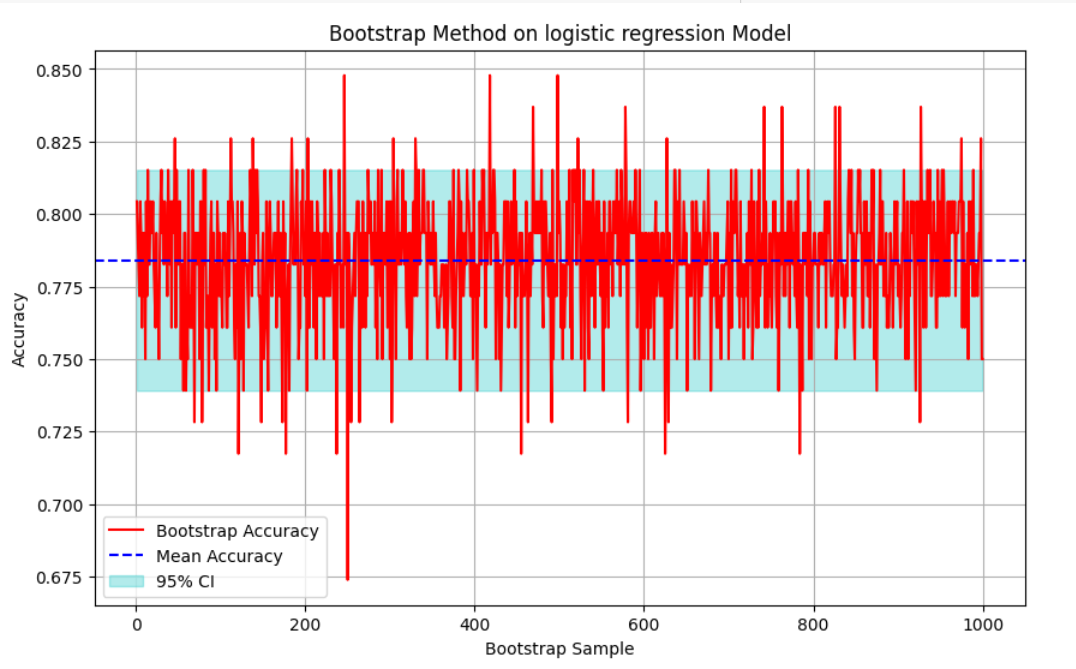 Bootstrap Method on logistic regression Model
0.850
0.825
0.800
0.775
0.750
0.725
0.700
0.675
Accuracy
Bootstrap Accuracy
Mean Accuracy
95% CI
0 200 400 600 800 1000
Bootstrap Sample